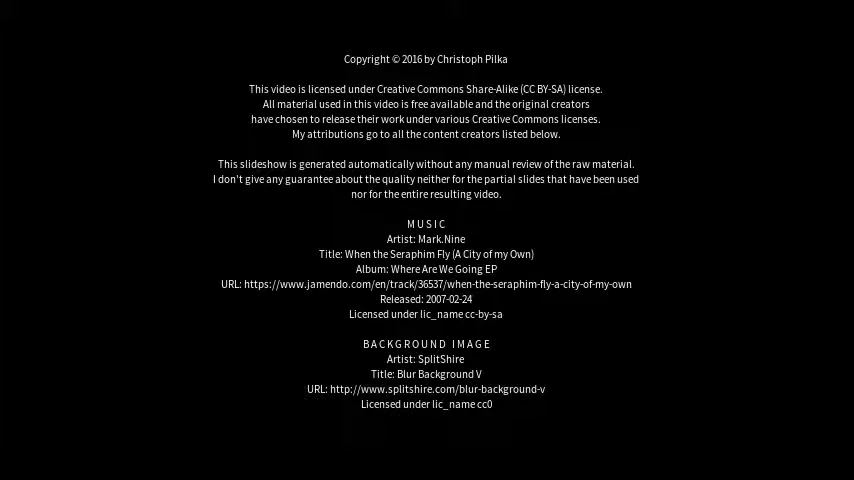 Copyright © 2016 by Christoph Pilka
This video is licensed under Creative Commons Share-Alike (CC BY-SA) license.
All material used in this video is free available and the original creators
have chosen to release their work under various Creative Commons licenses.
My attributions go to all the content creators listed below.
This slideshow is generated automatically without any manual review of the raw material.
I don't give any guarantee about the quality neither for the partial slides that have been used
nor for the entire resulting video.
MUSIC
Artist: Mark.Nine
Title: When the Seraphim Fly (A City of my Own)
Album: Where Are We Going EP
URL: https://www.jamendo.com/en/track/36537/when-the-seraphim-fly-a-city-of-my-own
Released: 2007-02-24
Licensed under lic_name cc-by-sa
BACKGROUND IMAGE
Artist: SplitShire
Title: Blur Background V
URL: http://www.splitshire.com/blur-background-v
Licensed under lic_name cc0